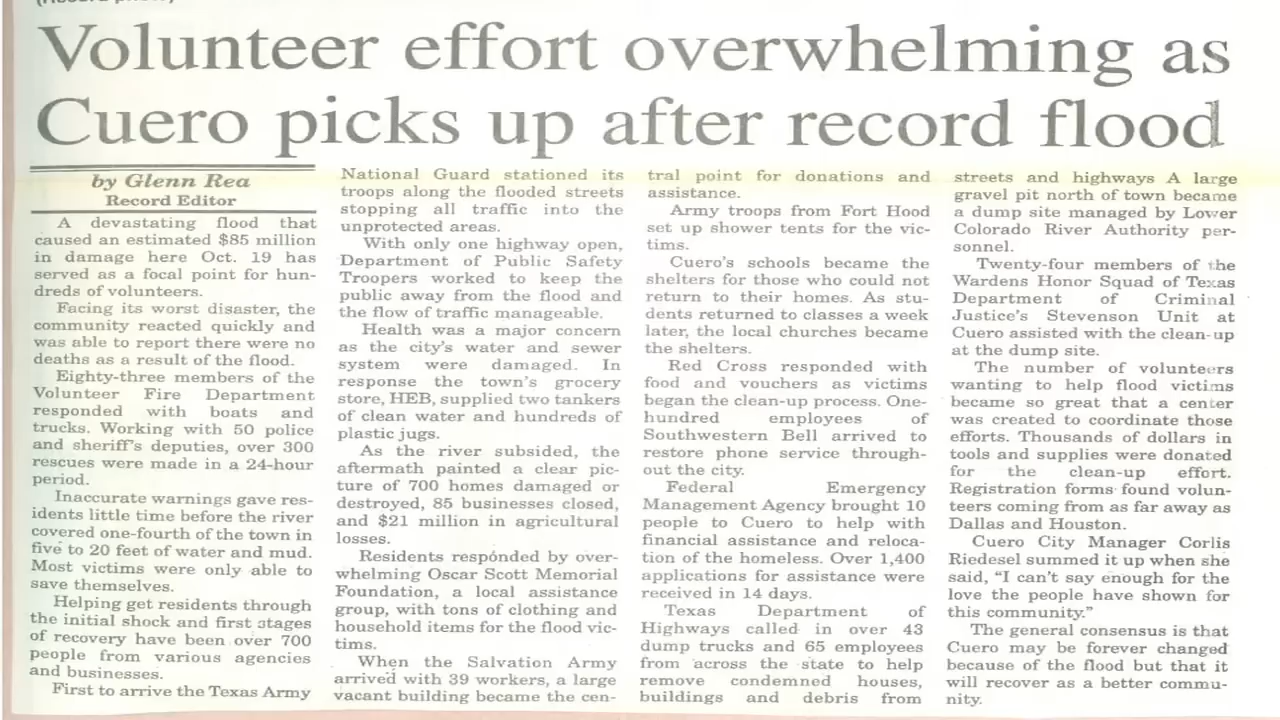 Volunteer effort overwhelming as
Cuero picks up after record flood
by Glenn Rea
Record Editor
A devastating flood that
caused an estimated $85 million
in damage here Oct. 19 has
served as a focal point for hun-
dreds of volunteers.
Facing its worst disaster, the
community reacted quickly and
was able to report there were no
deaths as a result of the flood.
Eighty-three members of the
Volunteer Fire Department
responded with boats and
trucks. Working with 50 police
and sheriff's deputies, over 300
rescues were made in a 24-hour
period.
Inaccurate warnings gave res-
idents little time before the river
covered one-fourth of the town in
five to 20 feet of water and mud.
Most victims were only able to
save themselves.
Helping get residents through
the initial shock and first stages
of recovery have been over 700
people from various agencies
and businesses.
First to arrive the Texas Army
National Guard stationed its
troops along the flooded streets
stopping all traffic into the
unprotected areas.
With only one highway open,
Department of Public Safety
Troopers worked to keep the
public away from the flood and
the flow of traffic manageable.
Health was a major concern
as the city's water and sewer
system were damaged. In
response the town's grocery
store, HEB, supplied two tankers
of clean water and hundreds of
plastic jugs.
As the river subsided, the
aftermath painted a clear pic-
ture of 700 homes damaged or
destroyed, 85 businesses closed,
and $21 million in agricultural
losses.
Residents responded by over-
whelming Oscar Scott Memorial
Foundation, a local assistance
group, with tons of clothing and
household items for the flood vic-
tims.
When the Salvation Army
arrived with 39 workers, a large
vacant building became the cen-
tral point for donations and
assistance.
Army troops from Fort Hood
set up shower tents for the vic-
tims.
Cuero's schools became the
shelters for those who could not
return to their homes. As stu-
dents returned to classes a week
later, the local churches became
the shelters.
Red Cross responded with
food and vouchers as victims
began the clean-up process. One-
hundred employees of
Southwestern Bell arrived to
restore phone service through-
out the city.
Federal Emergency
Management Agency brought 10
people to Cuero to help with
financial assistance and reloca-
tion of the homeless. Over 1,400
applications for assistance were
received in 14 days.
Texas Department of
Highways called in over 43
dump trucks and 65 employees
from across the state to help
remove condemned houses,
buildings and debris from
streets and highways A large
gravel pit north of town became
a dump site managed by Lower
Colorado River Authority per-
sonnel.
Twenty-four members of the
Wardens Honor Squad of Texas
Department of Criminal
Justice's Stevenson Unit at
Cuero assisted with the clean-up
at the dump site.
The number of volunteers
wanting to help flood victims
became so great that a center
was created to coordinate those
efforts. Thousands of dollars in
tools and supplies were donated
for the clean-up effort.
Registration forms found volun-
teers coming from as far away as
Dallas and Houston.
Cuero City Manager Corlis
Riedesel summed it up when she
said, "I can't say enough for the
love the people have shown for
this community."
The general consensus is that
Cuero may be forever changed
because of the flood but that it
will recover as a better commu-
nity.